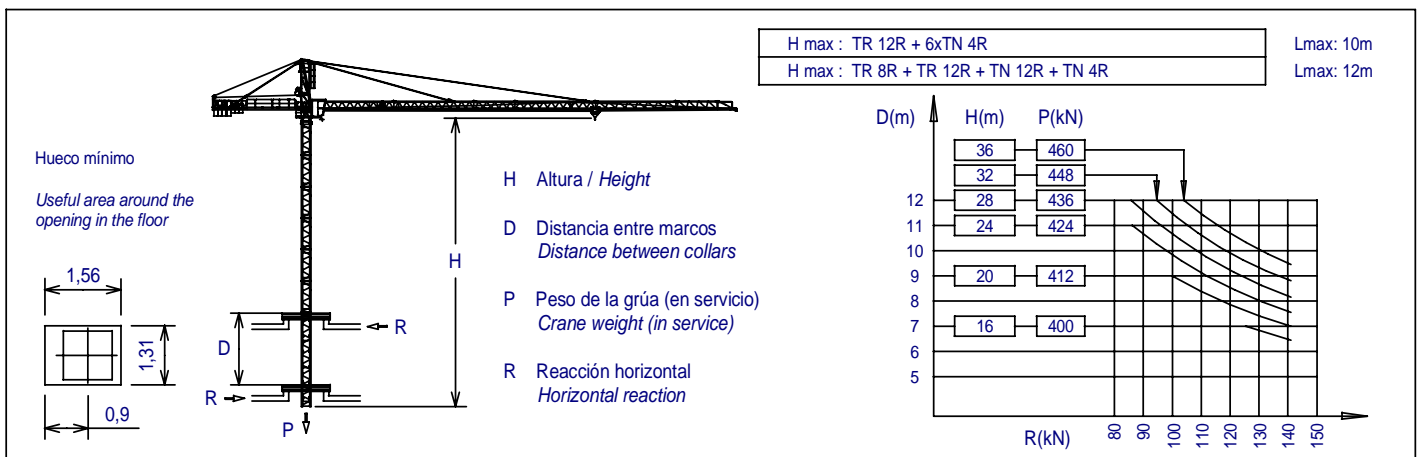 H max : TR 12R + 6xTN 4R
Lmax: 10m
H max : TR 8R + TR 12R + TN 12R + TN 4R
Lmax: 12m
Hueco mínimo
Useful area around the
opening in the floor
1,56
1,31
0,9
D
R
R
P
H
H Altura / Height
D Distancia entre marcos
Distance between collars
P Peso de la grúa (en servicio)
Crane weight (in service)
R Reacción horizontal
Horizontal reaction
D(m) H(m) P(kN)
36 460
32 448
12 28 436
11 24 424
10
9 20 412
8
7 16 400
6
5
R(kN) 80 90 100 110 120 130 140 150